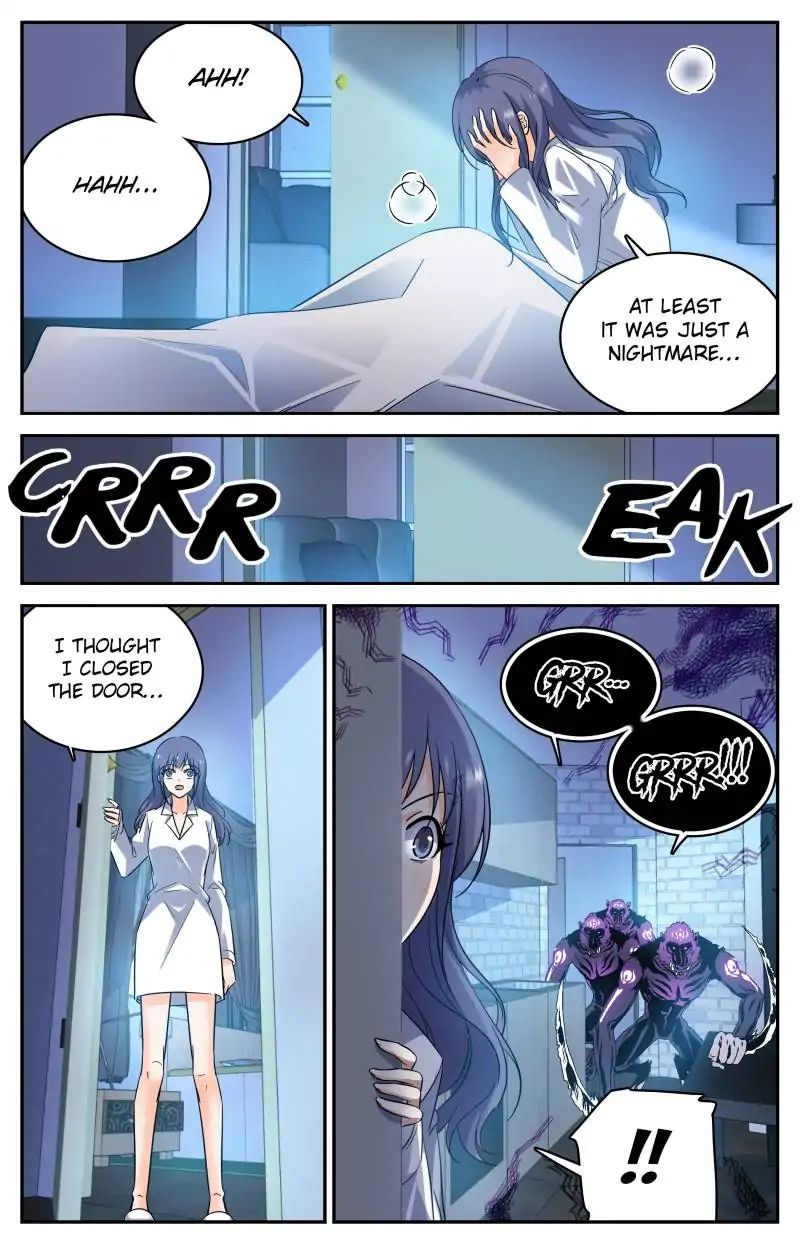 AHH!
HAHH...
AT LEAST
IT WAS JUST A
NIGHTMARE...
CRRR
EAK
I THOUGHT
I CLOSED
THE DOOR...
GRR...
GRRR!!!
!!